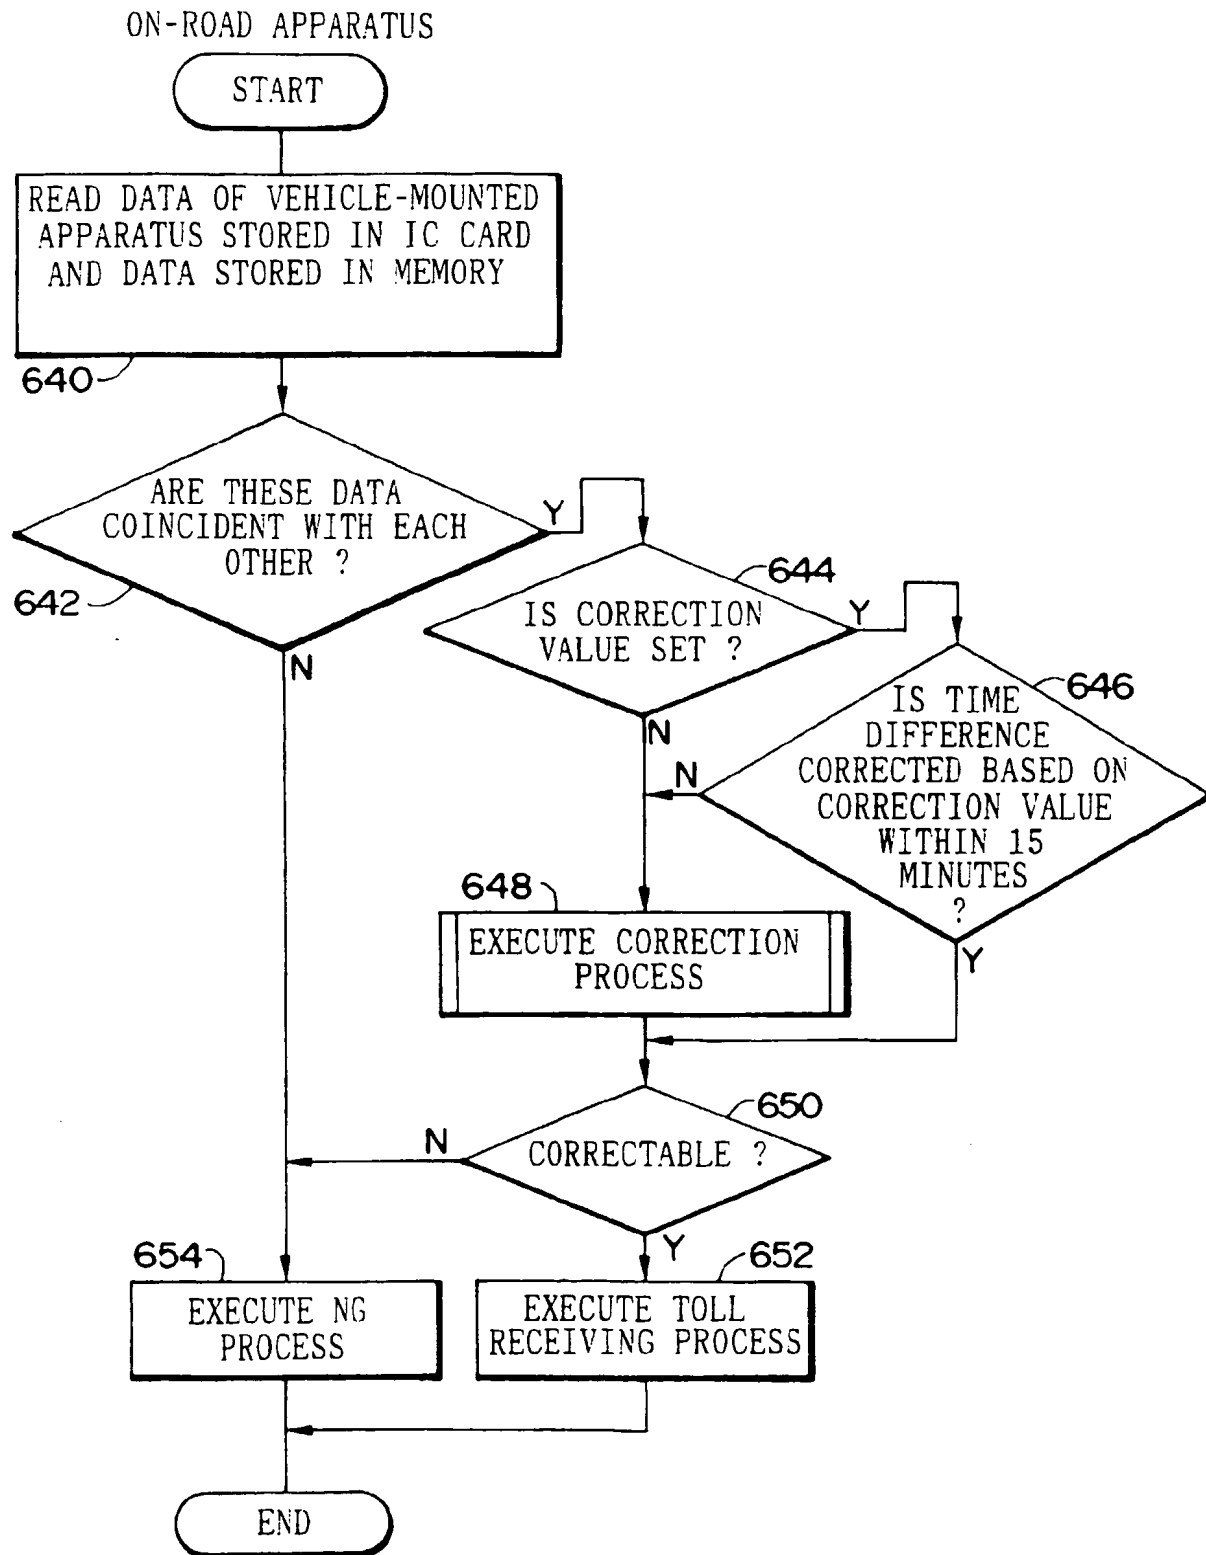 ON-ROAD APPARATUS
START
READ DATA OF VEHICLE-MOUNTED
APPARATUS STORED IN IC CARD
AND DATA STORED IN MEMORY
640
ARE THESE DATA
COINCIDENT WITH EACH
OTHER ?
642
Y
N
644
IS CORRECTION
VALUE SET ?
Y
N
646
IS TIME
DIFFERENCE
CORRECTED BASED ON
CORRECTION VALUE
WITHIN 15
MINUTES
?
N
Y
648
EXECUTE CORRECTION
PROCESS
650
CORRECTABLE ?
N
Y
654
EXECUTE NG
PROCESS
652
EXECUTE TOLL
RECEIVING PROCESS
END